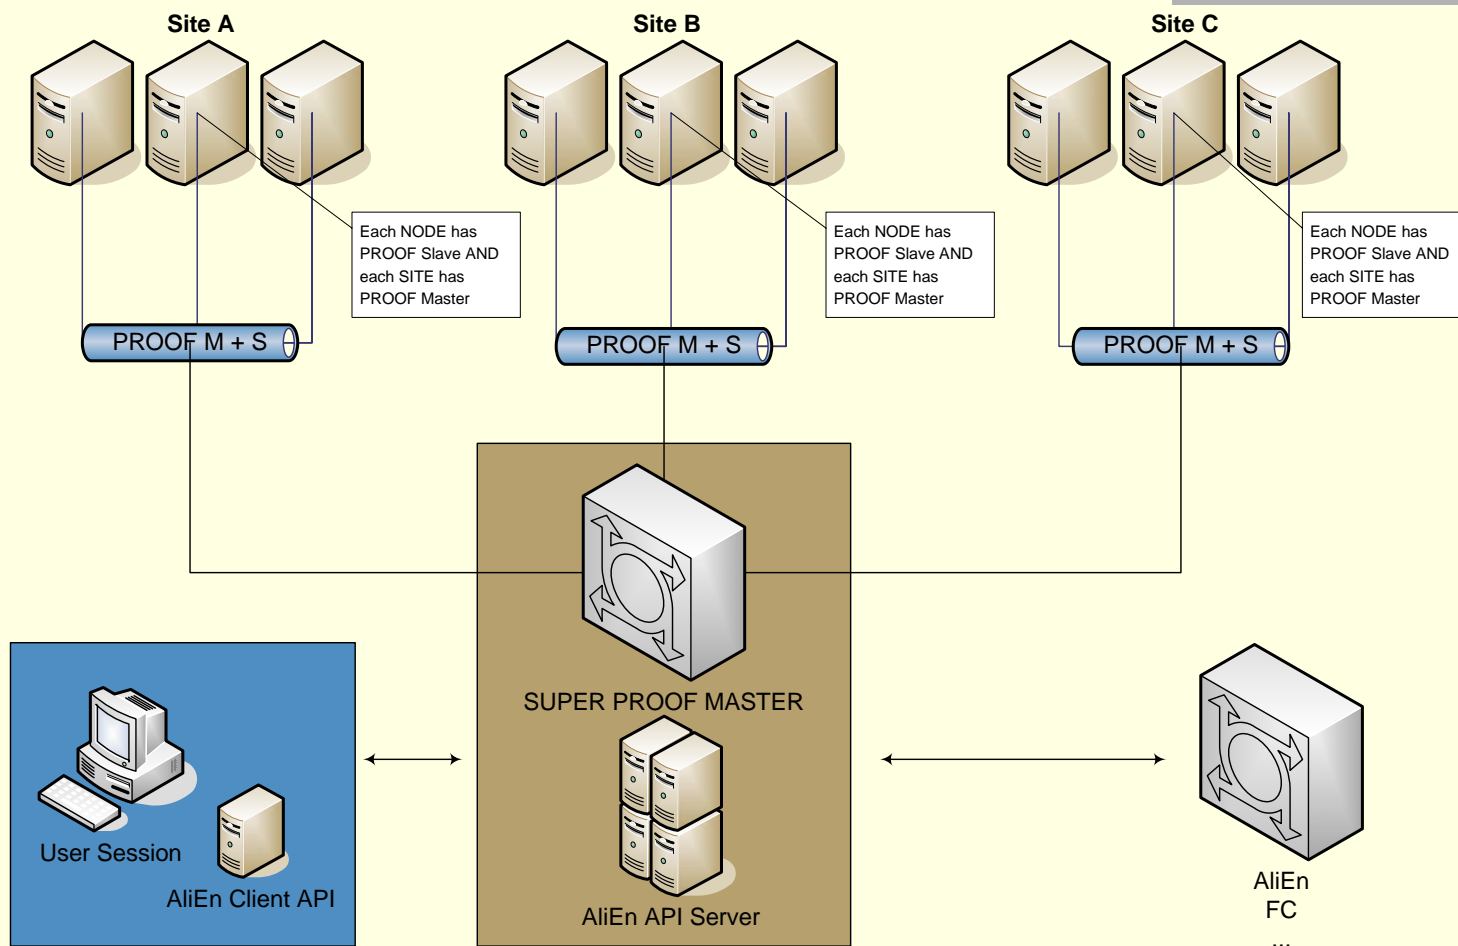 Site A
Site B
Site C
Each NODE has
PROOF Slave AND
each SITE has
PROOF Master
Each NODE has
PROOF Slave AND
each SITE has
PROOF Master
Each NODE has
PROOF Slave AND
each SITE has
PROOF Master
PROOF M + S
PROOF M + S
PROOF M + S
SUPER PROOF MASTER
User Session
AliEn Client API
AliEn API Server
AliEn
FC
...